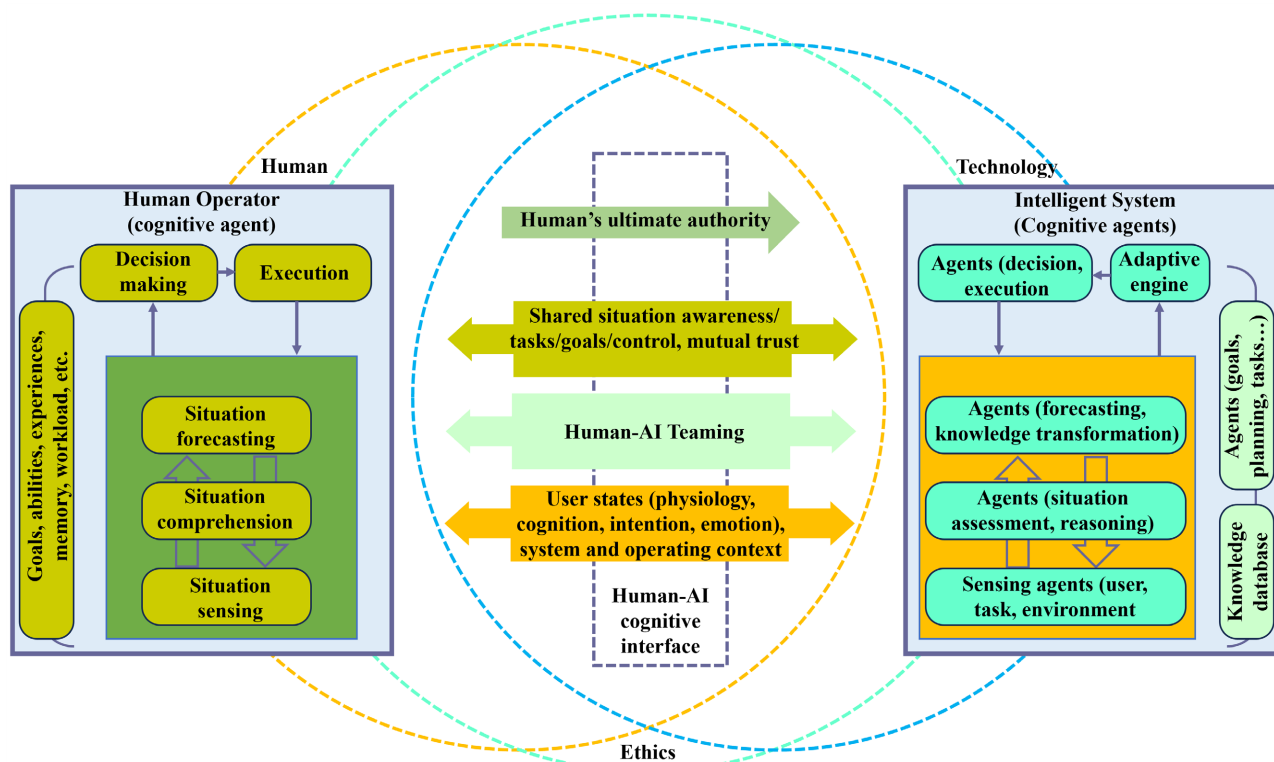 Human
Technology
Human Operator
(cognitive agent)
Decision
making
Execution
Goals, abilities, experiences,
memory, workload, etc.
Situation
forecasting
Situation
comprehension
Situation
sensing
Human’s ultimate authority
Shared situation awareness/
tasks/goals/control, mutual trust
Human-AI Teaming
User states (physiology,
cognition, intention, emotion),
system and operating context
Human-AI
cognitive
interface
Intelligent System
(Cognitive agents)
Agents (decision,
execution
Adaptive
engine
Agents (forecasting,
knowledge transformation)
Agents (situation
assessment, reasoning)
Sensing agents (user,
task, environment
Agents (goals,
planning, tasks…)
Knowledge
database
Ethics